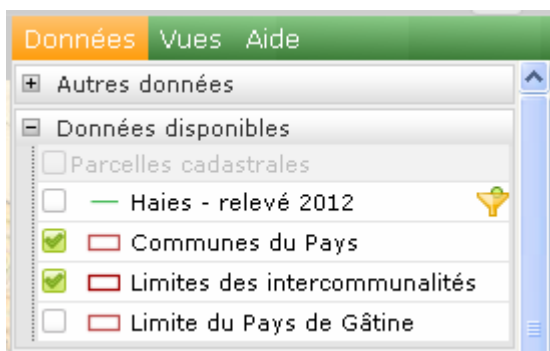 Données Vues Aide
Autres données
Données disponibles
Parcelles cadastrales
Haies - relevé 2012
Communes du Pays
Limites des intercommunalités
Limite du Pays de Gâtine